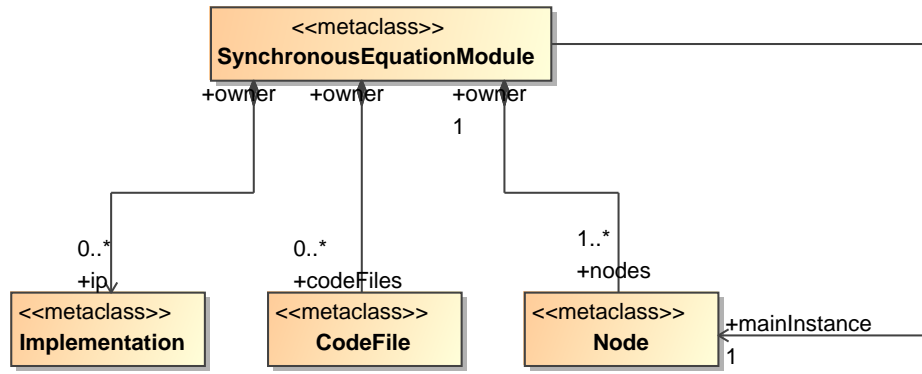 <<metaclass>>
SynchronousEquationModule
+owner
+owner
+owner
1
0..*
+ip
0..*
+codeFiles
1..*
+nodes
<<metaclass>>
Implementation
<<metaclass>>
CodeFile
<<metaclass>>
Node
+mainInstance
1